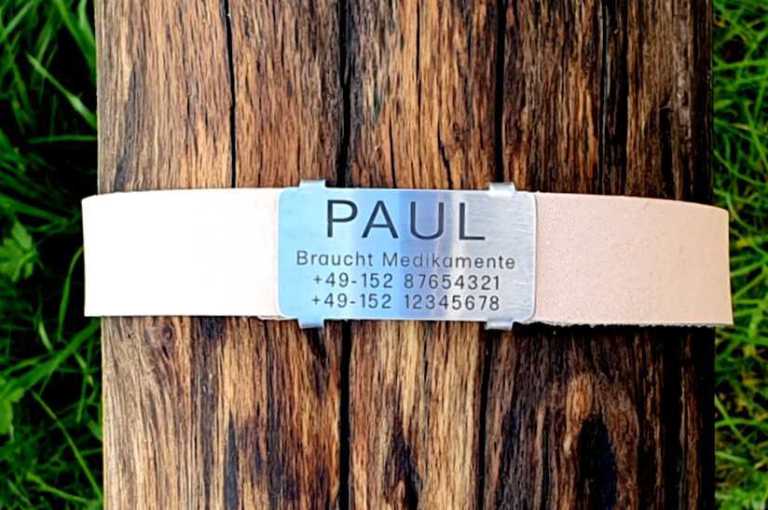 PAUL
Braucht Medikamente
+49-152 87654321
+49-152 12345678